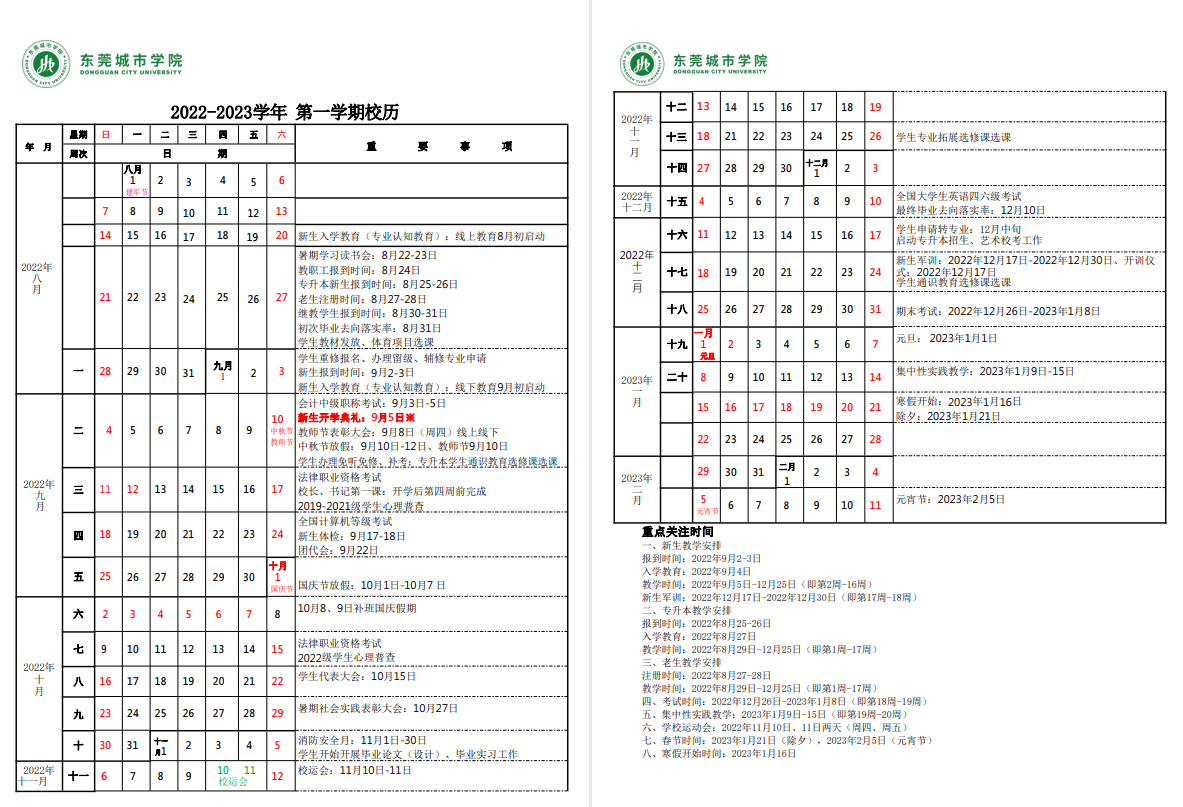 东莞城市学院
DONGGUAN CITY UNIVERSITY
2022-2023学年 第一学期校历
年 月 星期 日 一 二 三 四 五 六 重 要 事 项
周次 日 期
2022年八月
八月1 建军节 2 3 4 5 6
7 8 9 10 11 12 13
14 15 16 17 18 19 20 新生入学教育（专业认知教育）：线上教育8月初启动
21 22 23 24 25 26 27
暑期学习读书会：8月22-23日
教职工报到时间：8月24日
专升本新生报到时间：8月25-26日
老生注册时间：8月27-28日
继教学生报到时间：8月30-31日
初次毕业去向落实率：8月31日
学生教材发放、体育项目选课
一 28 29 30 31 九月1 2 3
学生重修报名、办理留级、辅修专业申请
新生报到时间：9月2-3日
新生入学教育（专业认知教育）：线下教育9月初启动
2022年九月
二 4 5 6 7 8 9 10 中秋节 教师节
会计中级职称考试：9月3日-5日
新生开学典礼：9月5日※
教师节表彰大会：9月8日（周四）线上线下
中秋节放假：9月10日-12日、教师节9月10日
学生办理免听免修、补考；专升本学生通识教育选修课选课
三 11 12 13 14 15 16 17
法律职业资格考试
校长、书记第一课：开学后第四周前完成
2019-2021级学生心理普查
四 18 19 20 21 22 23 24
全国计算机等级考试
新生体检：9月17-18日
团代会：9月22日
五 25 26 27 28 29 30 十月1 国庆节
国庆节放假：10月1日-10月7 日
2022年十月
六 2 3 4 5 6 7 8 10月8、9日补班国庆假期
七 9 10 11 12 13 14 15
法律职业资格考试
2022级学生心理普查
八 16 17 18 19 20 21 22 学生代表大会：10月15日
九 23 24 25 26 27 28 29 暑期社会实践表彰大会：10月27日
十 30 31 十一月1 2 3 4 5
消防安全月：11月1日-30日
学生开始开展毕业论文（设计）、毕业实习工作
2022年十一月
十一 6 7 8 9 10 11 校运会 12 校运会：11月10日-11日
东莞城市学院
DONGGUAN CITY UNIVERSITY
2022年十一月
十二 13 14 15 16 17 18 19
十三 18 21 22 23 24 25 26 学生专业拓展选修课选课
十四 27 28 29 30 十二月1 2 3
2022年十二月
十五 4 5 6 7 8 9 10
全国大学生英语四六级考试
最终毕业去向落实率：12月10日
2022年十二月
十六 11 12 13 14 15 16 17
学生申请转专业：12月中旬
启动专升本招生、艺术校考工作
十七 18 19 20 21 22 23 24
新生军训：2022年12月17日-2022年12月30日、开训仪
式：2022年12月17日
学生通识教育选修课选课
十八 25 26 27 28 29 30 31 期末考试：2022年12月26日-2023年1月8日
2023年一月
十九 一月1 元旦 2 3 4 5 6 7 元旦： 2023年1月1日
二十 8 9 10 11 12 13 14 集中性实践教学：2023年1月9日-15日
15 16 17 18 19 20 21
寒假开始：2023年1月16日
除夕：2023年1月21日
22 23 24 25 26 27 28
2023年二月
29 30 31 二月1 2 3 4
5 元宵节 6 7 8 9 10 11 元宵节：2023年2月5日
重点关注时间
一、新生教学安排
报到时间：2022年9月2-3日
入学教育：2022年9月4日
教学时间：2022年9月5日-12月25日（即第2周-16周）
新生军训：2022年12月17日-2022年12月30日（即第17周-18周）
二、专升本教学安排
报到时间：2022年8月25-26日
入学教育：2022年8月27日
教学时间：2022年8月29日-12月25日（即第1周-17周）
三、老生教学安排
注册时间：2022年8月27-28日
教学时间：2022年8月29日-12月25日（即第1周-17周）
四、考试时间：2022年12月26日-2023年1月8日（即第18周-19周）
五、集中性实践教学：2023年1月9日-15日（即第19周-20周）
六、学校运动会：2022年11月10日、11日两天（周四、周五）
七、春节时间：2023年1月21日（除夕），2023年2月5日（元宵节）
八、寒假开始时间：2023年1月16日